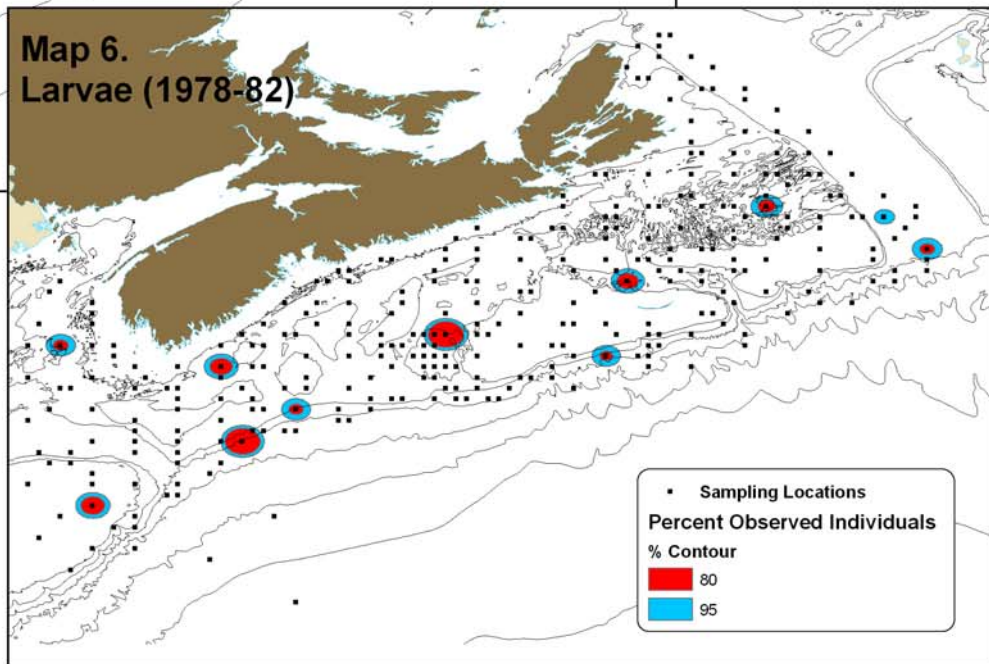 Map 6.
Larvae (1978-82)
Sampling Locations
Percent Observed Individuals
% Contour
80
95